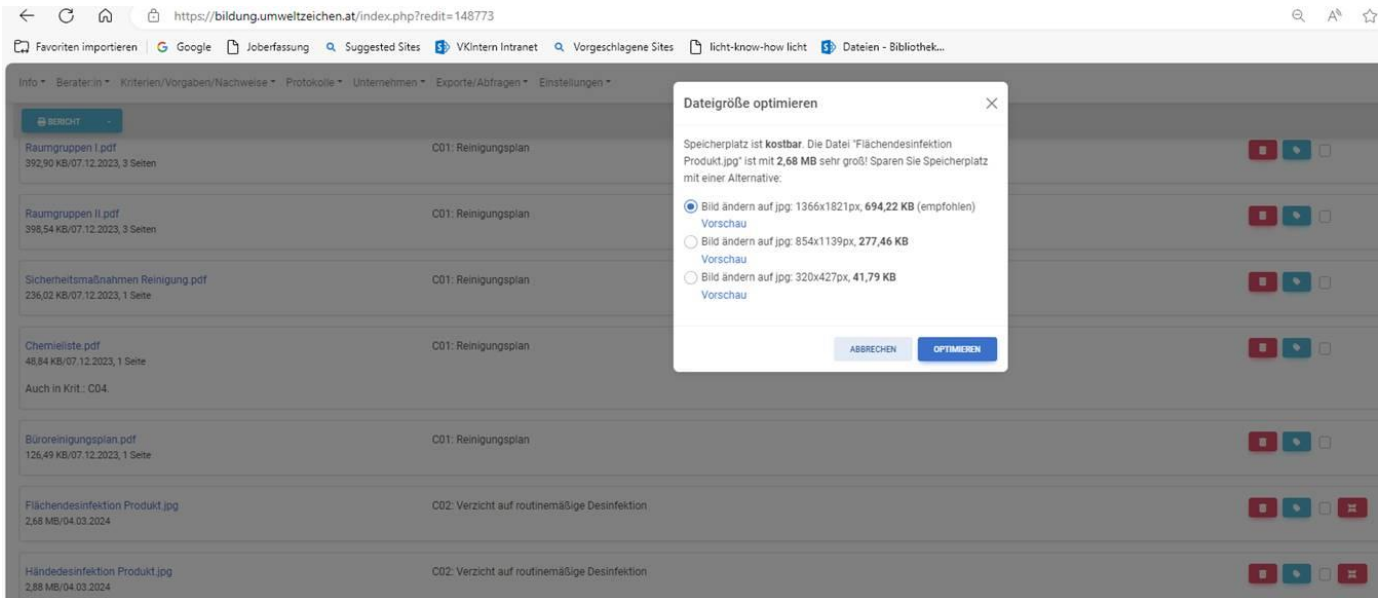 https://bildung.umweltzeichen.at/index.php?redit=148773
Favoriten importieren G Google Joberfassung Suggested Sites VKIntern Intranet Vorgeschlagene Sites licht-know-how licht Dateien - Bibliothek...
Info Berater:in Kriterien/Vorgaben/Nachweise Protokolle Unternehmen Exporte/Abfragen Einstellungen
BERICHT
Raumgruppen I.pdf C01: Reinigungsplan
392,90 KB/07.12.2023, 3 Seiten
Raumgruppen II.pdf C01: Reinigungsplan
398,54 KB/07.12.2023, 3 Seiten
Sicherheitsmaßnahmen Reinigung.pdf C01: Reinigungsplan
236,02 KB/07.12.2023, 1 Seite
Chemieliste.pdf C01: Reinigungsplan
48,84 KB/07.12.2023, 1 Seite
Auch in Krit.: C04.
Büroreinigungsplan.pdf C01: Reinigungsplan
126,49 KB/07.12.2023, 1 Seite
Flächendesinfektion Produkt.jpg C02: Verzicht auf routinemäßige Desinfektion
2,68 MB/04.03.2024
Händedesinfektion Produkt.jpg C02: Verzicht auf routinemäßige Desinfektion
2,88 MB/04.03.2024
Dateigröße optimieren
Speicherplatz ist kostbar. Die Datei "Flächendesinfektion
Produkt.jpg" ist mit 2,68 MB sehr groß! Sparen Sie Speicherplatz
mit einer Alternative:
Bild ändern auf jpg: 1366x1821px, 694,22 KB (empfohlen)
Vorschau
Bild ändern auf jpg: 854x1139px, 277,46 KB
Vorschau
Bild ändern auf jpg: 320x427px, 41,79 KB
Vorschau
ABBRECHEN OPTIMIEREN